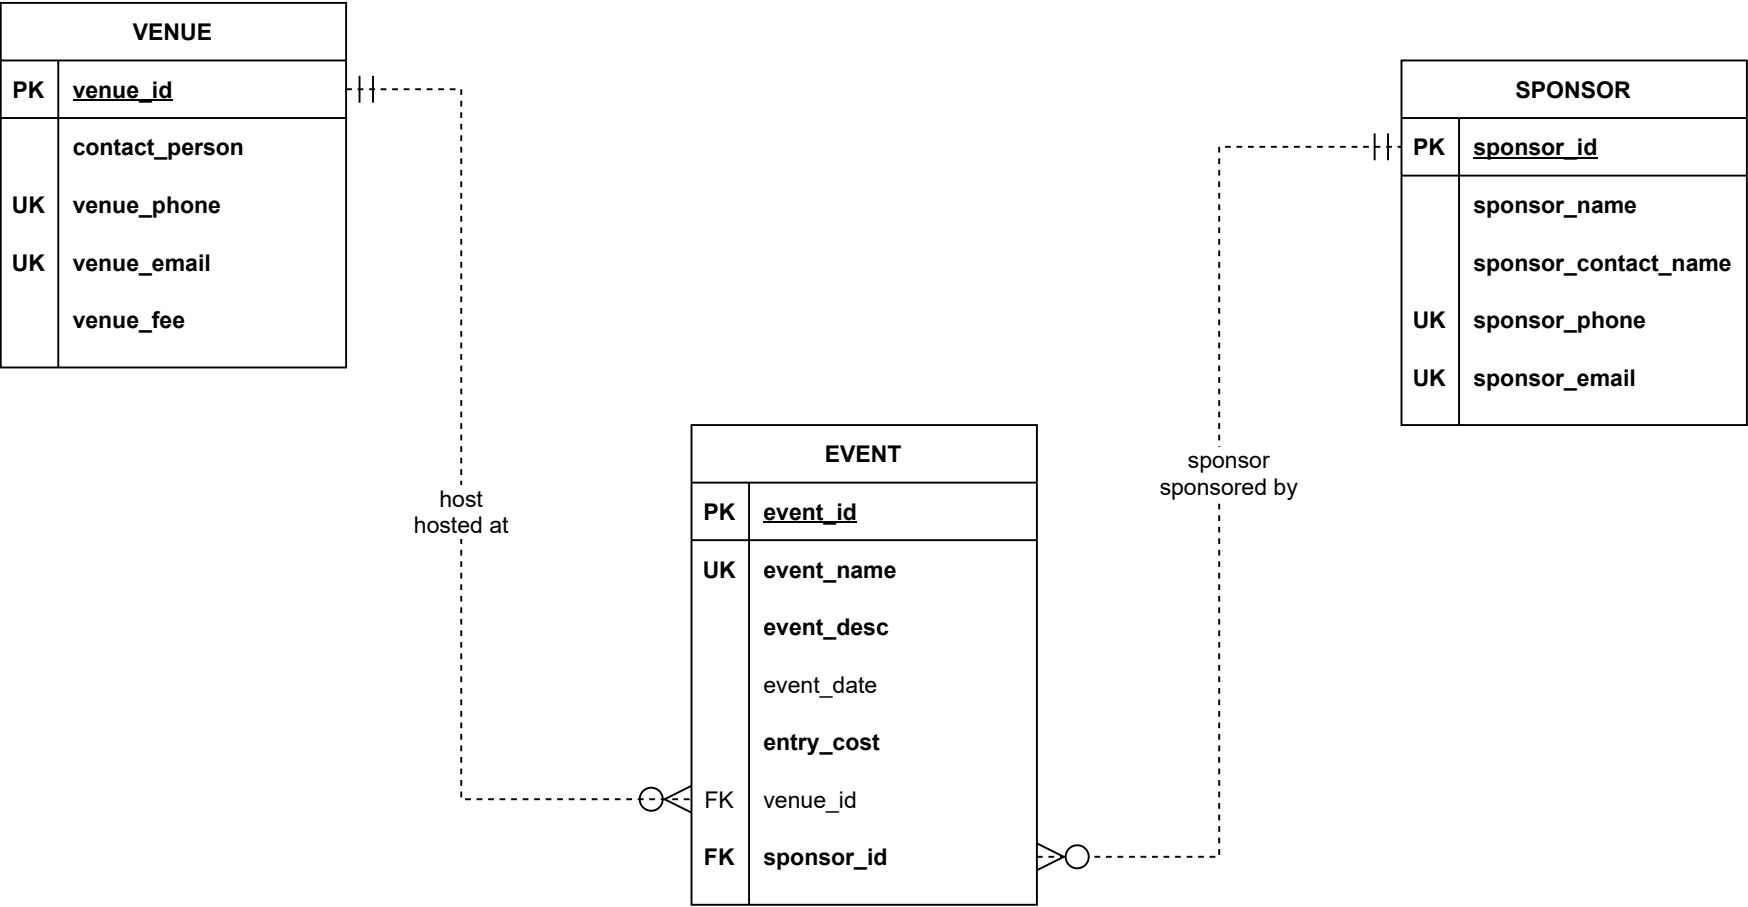 VENUE
PK venue_id
contact_person
UK venue_phone
UK venue_email
venue_fee
SPONSOR
PK sponsor_id
sponsor_name
sponsor_contact_name
UK sponsor_phone
UK sponsor_email
host
hosted at
sponsor
sponsored by
EVENT
PK event_id
UK event_name
event_desc
event_date
entry_cost
FK venue_id
FK sponsor_id